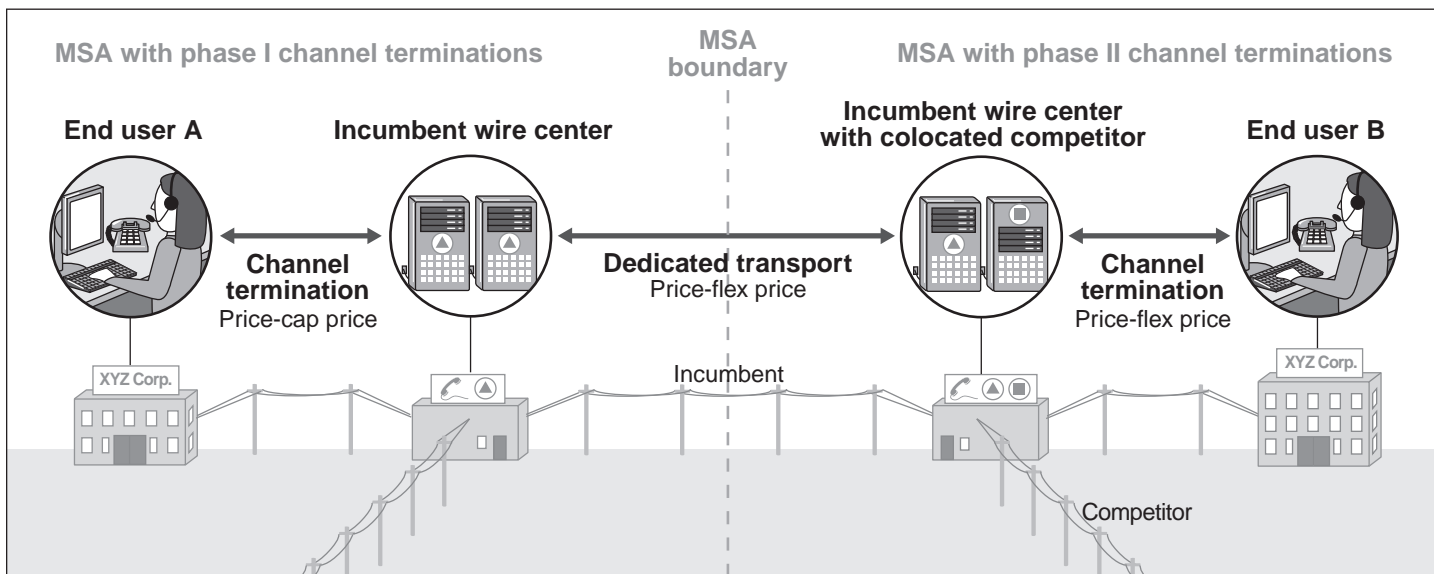 MSA with phase I channel terminations
MSA
boundary
MSA with phase II channel terminations
End user A
Incumbent wire center
Incumbent wire center
with colocated competitor
End user B
Channel
termination
Price-cap price
Dedicated transport
Price-flex price
Channel
termination
Price-flex price
XYZ Corp.
Incumbent
XYZ Corp.
Competitor